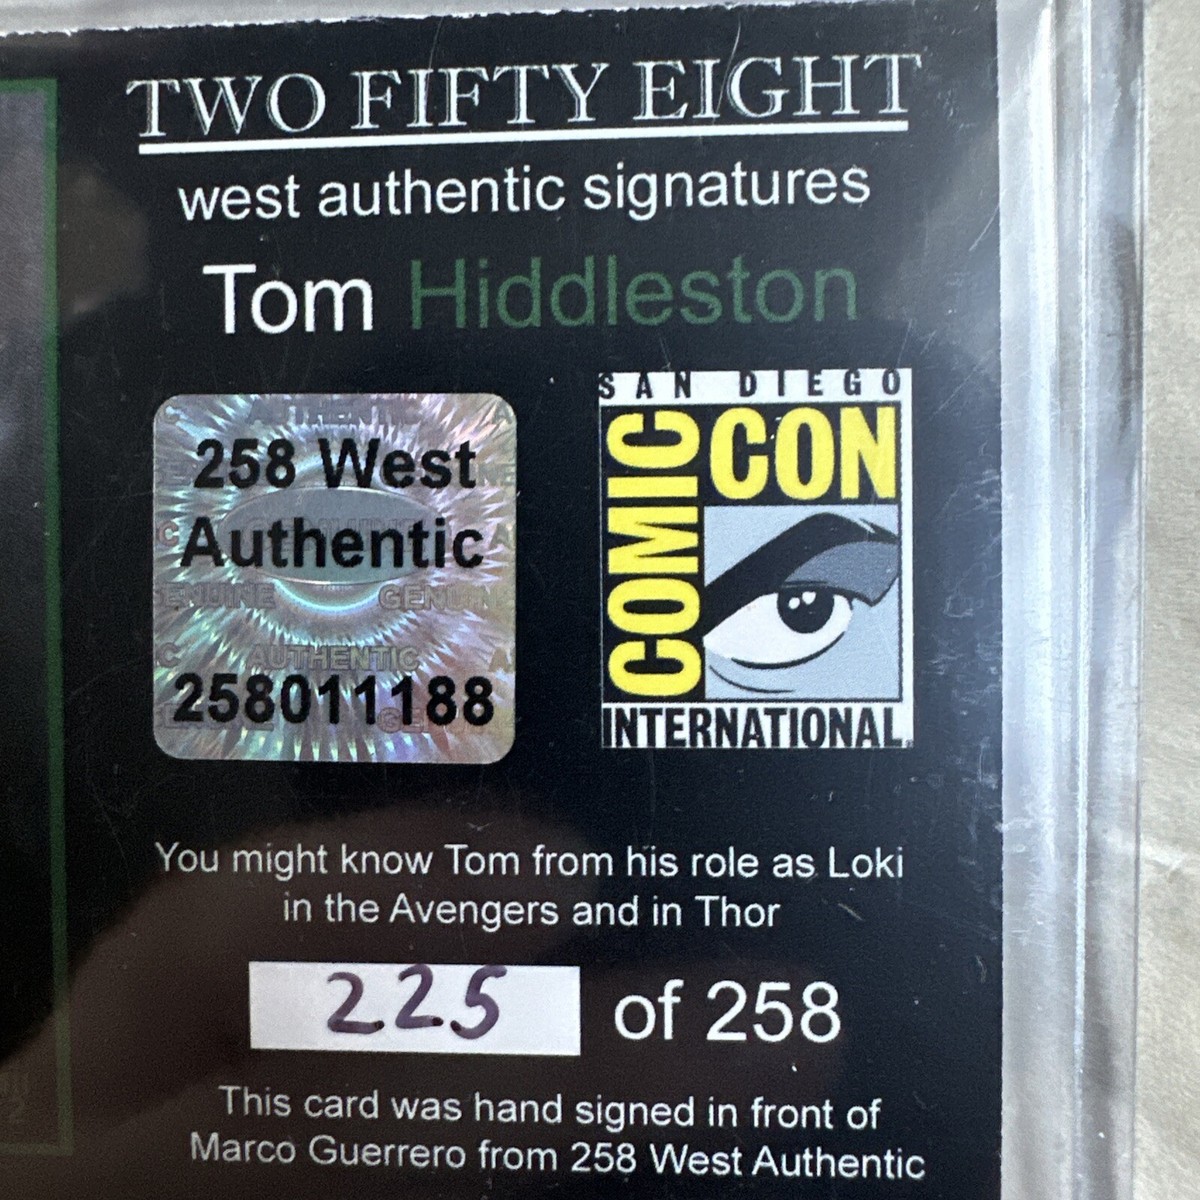 TWO FIFTY EIGHT
west authentic signatures
Tom Hiddleston
258 West
Authentic
258011188
SAN DIEGO
COMIC
CON
INTERNATIONAL
You might know Tom from his role as Loki
in the Avengers and in Thor
225 of 258
This card was hand signed in front of
Marco Guerrero from 258 West Authentic